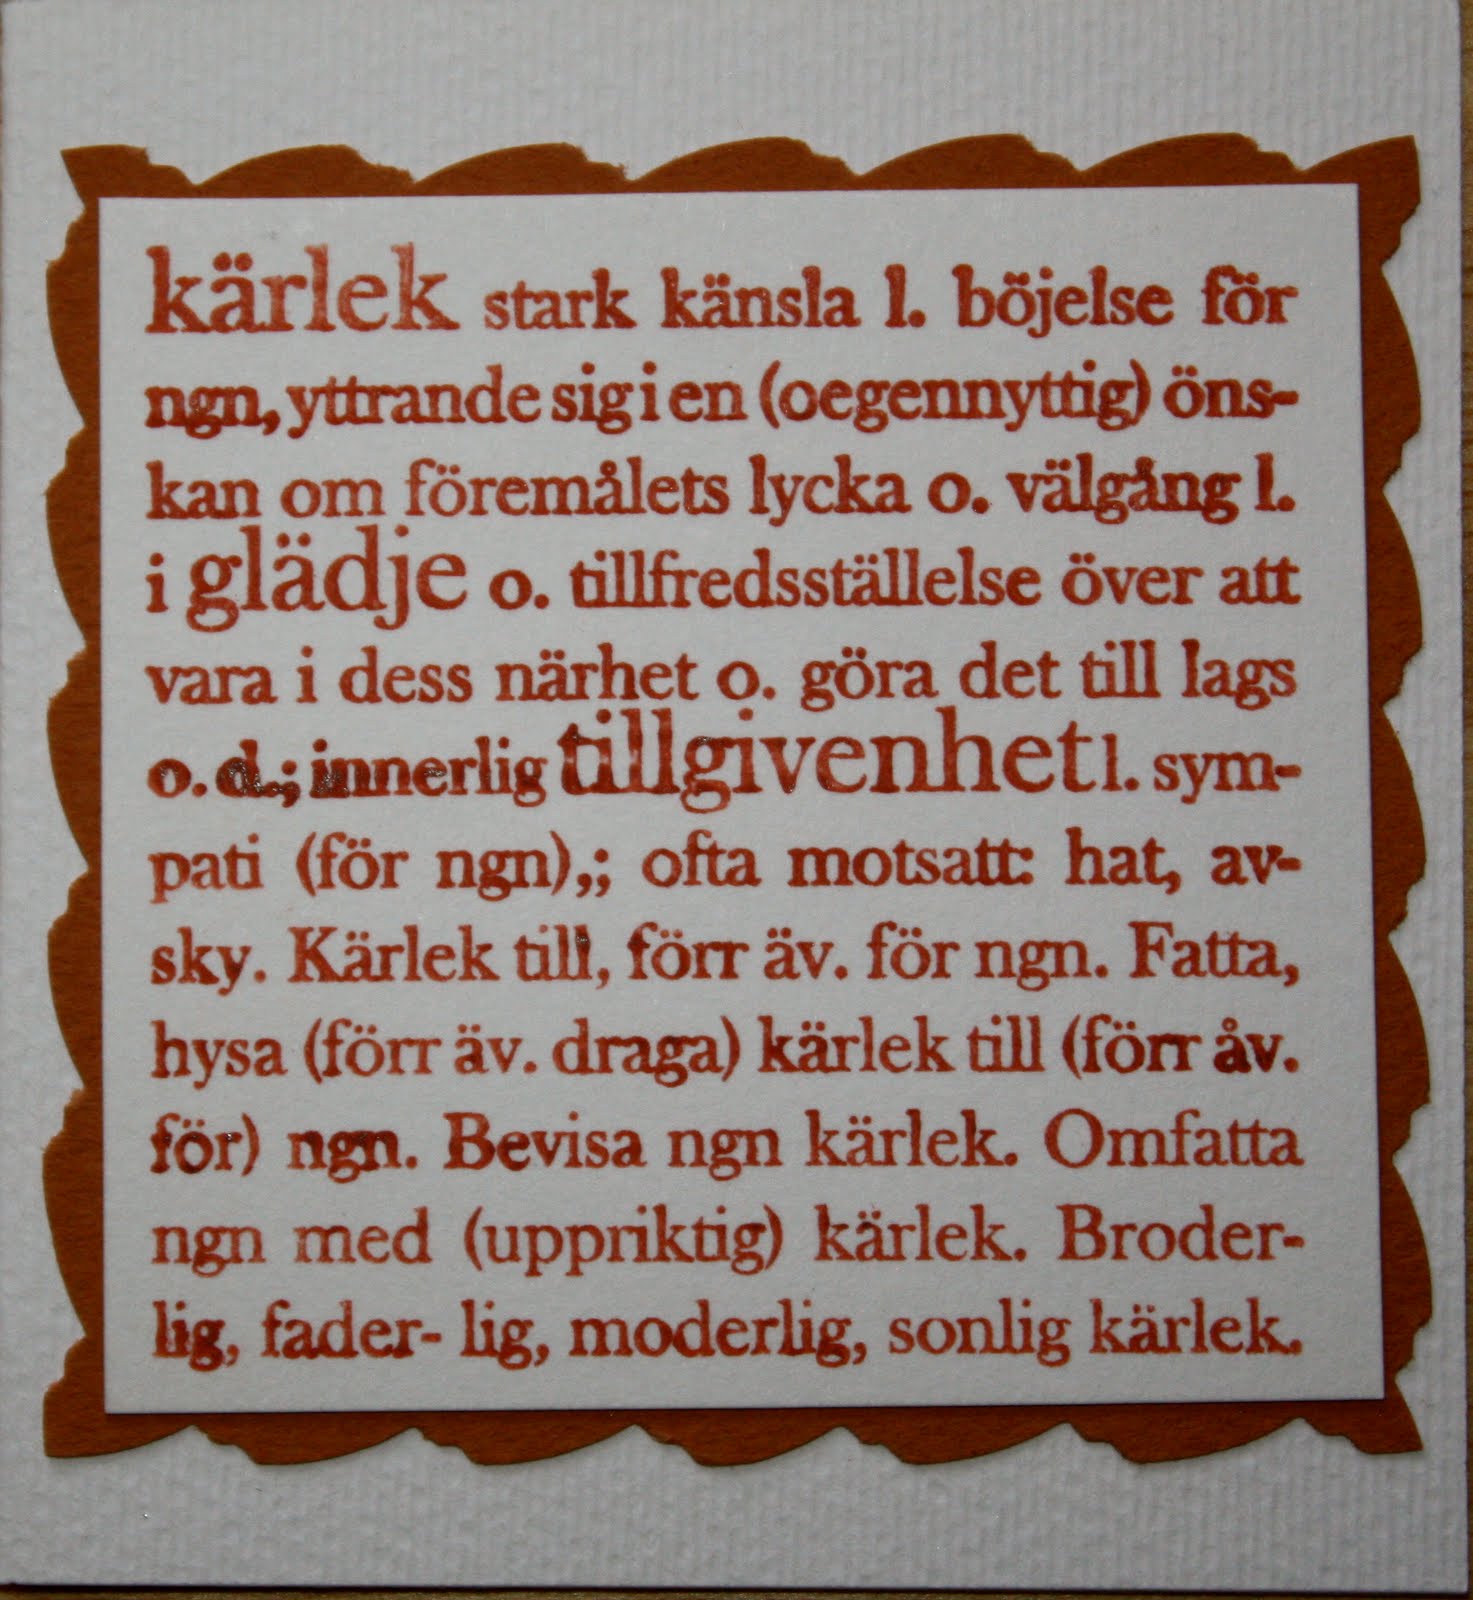 kärlek stark känsla l. böjelse för
ngn, yttrande sig i en (oegennyttig) öns-
kan om föremålets lycka o. välgång l.
i glädje o. tillfredsställelse över att
vara i dess närhet o. göra det till lags
o. d.; innerlig tillgivenhet l. sym-
pati (för ngn),; ofta motsatt: hat, av-
sky. Kärlek till, förr äv. för ngn. Fatta,
hysa (förr äv. draga) kärlek till (förr åv.
för) ngn. Bevisa ngn kärlek. Omfatta
ngn med (uppriktig) kärlek. Broder-
lig, fader- lig, moderlig, sonlig kärlek.